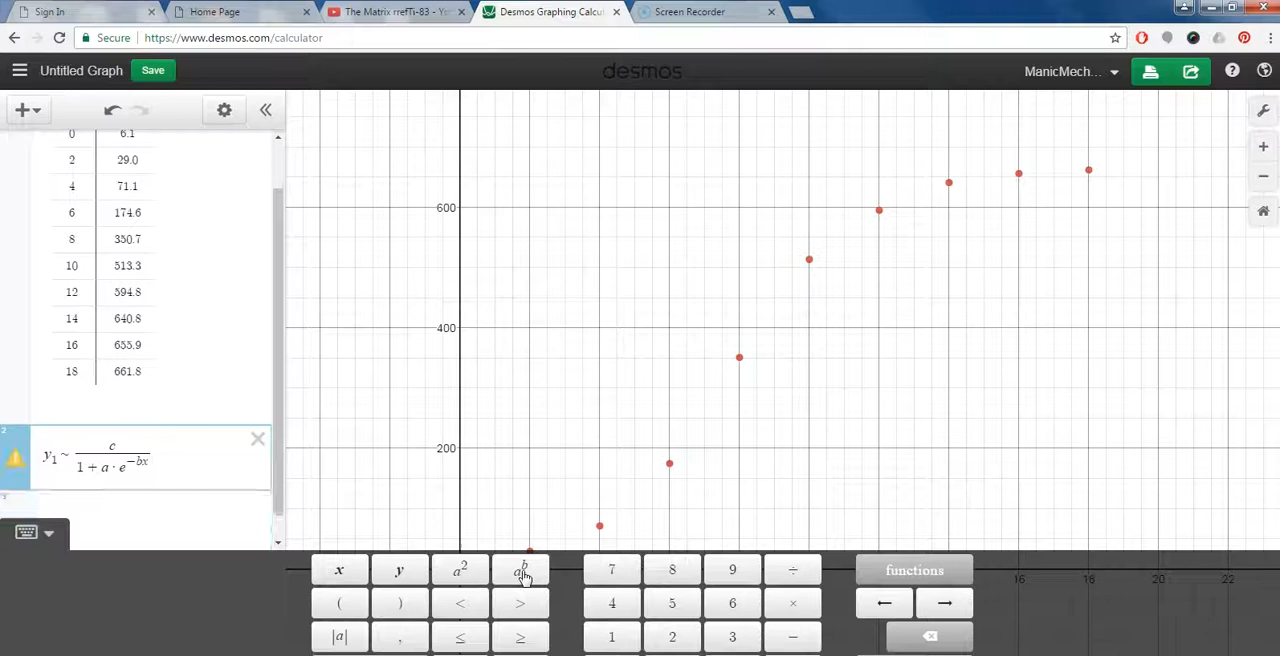 Sign In
Home Page
The Matrix rrefTi-83 - Yo
Desmos Graphing Calcu
Screen Recorder
Secure
https://www.desmos.com/calculator
Untitled Graph
Save
desmos
ManicMech...
0 6.1
2 29.0
4 71.1
6 174.6
8 350.7
10 513.3
12 594.8
14 640.8
16 655.9
18 661.8
600
400
200
2
y₁ ~ c / (1 + a · e^(−bx))
3
16 18 20 22
x y a² aᵇ 7 8 9 ÷ functions
( ) < > 4 5 6 × ← →
|a| , ≤ ≥ 1 2 3 −